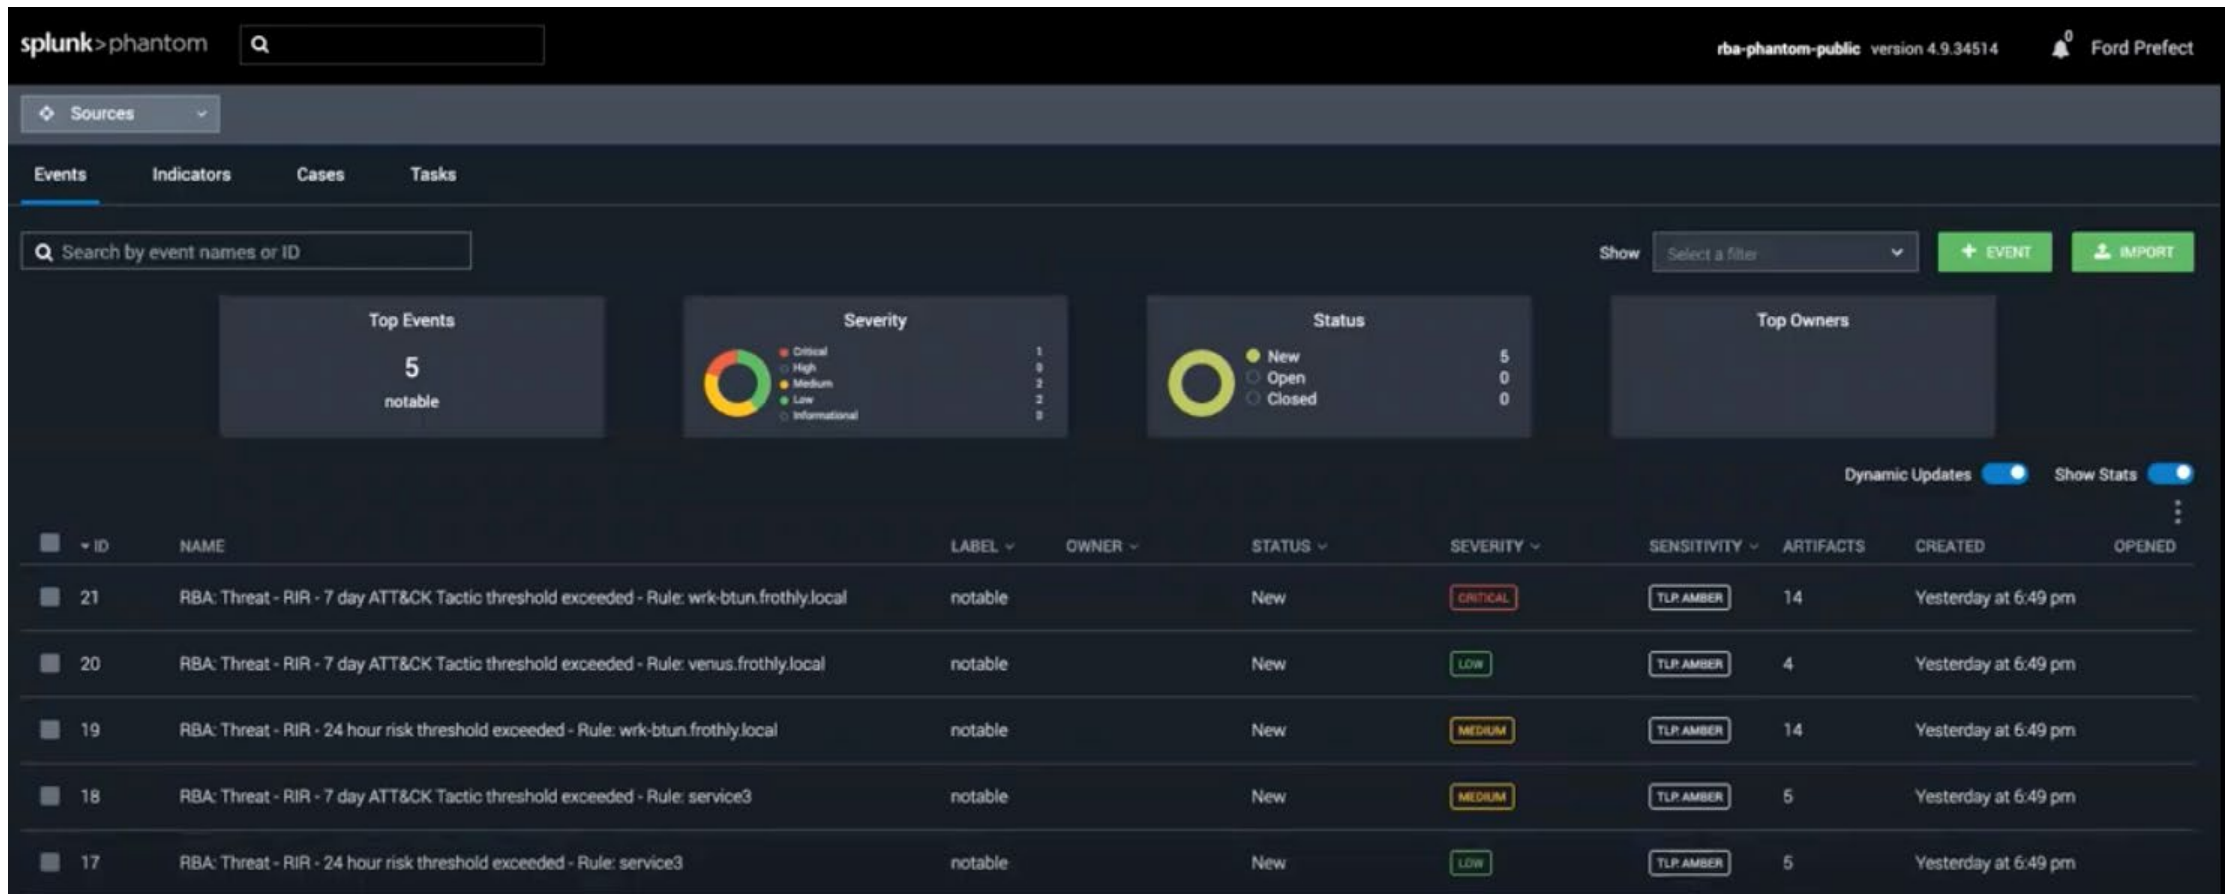 splunk>phantom
rba-phantom-public version 4.9.34514 0 Ford Prefect
Sources
Events Indicators Cases Tasks
Search by event names or ID Show Select a filter + EVENT IMPORT
Top Events
5
notable
Severity
Critical 1
High 0
Medium 2
Low 2
Informational 0
Status
New 5
Open 0
Closed 0
Top Owners
Dynamic Updates Show Stats
ID NAME LABEL OWNER STATUS SEVERITY SENSITIVITY ARTIFACTS CREATED OPENED
21 RBA: Threat - RIR - 7 day ATT&CK Tactic threshold exceeded - Rule: wrk-btun.frothly.local notable New CRITICAL TLP:AMBER 14 Yesterday at 6:49 pm
20 RBA: Threat - RIR - 7 day ATT&CK Tactic threshold exceeded - Rule: venus.frothly.local notable New LOW TLP:AMBER 4 Yesterday at 6:49 pm
19 RBA: Threat - RIR - 24 hour risk threshold exceeded - Rule: wrk-btun.frothly.local notable New MEDIUM TLP:AMBER 14 Yesterday at 6:49 pm
18 RBA: Threat - RIR - 7 day ATT&CK Tactic threshold exceeded - Rule: service3 notable New MEDIUM TLP:AMBER 5 Yesterday at 6:49 pm
17 RBA: Threat - RIR - 24 hour risk threshold exceeded - Rule: service3 notable New LOW TLP:AMBER 5 Yesterday at 6:49 pm